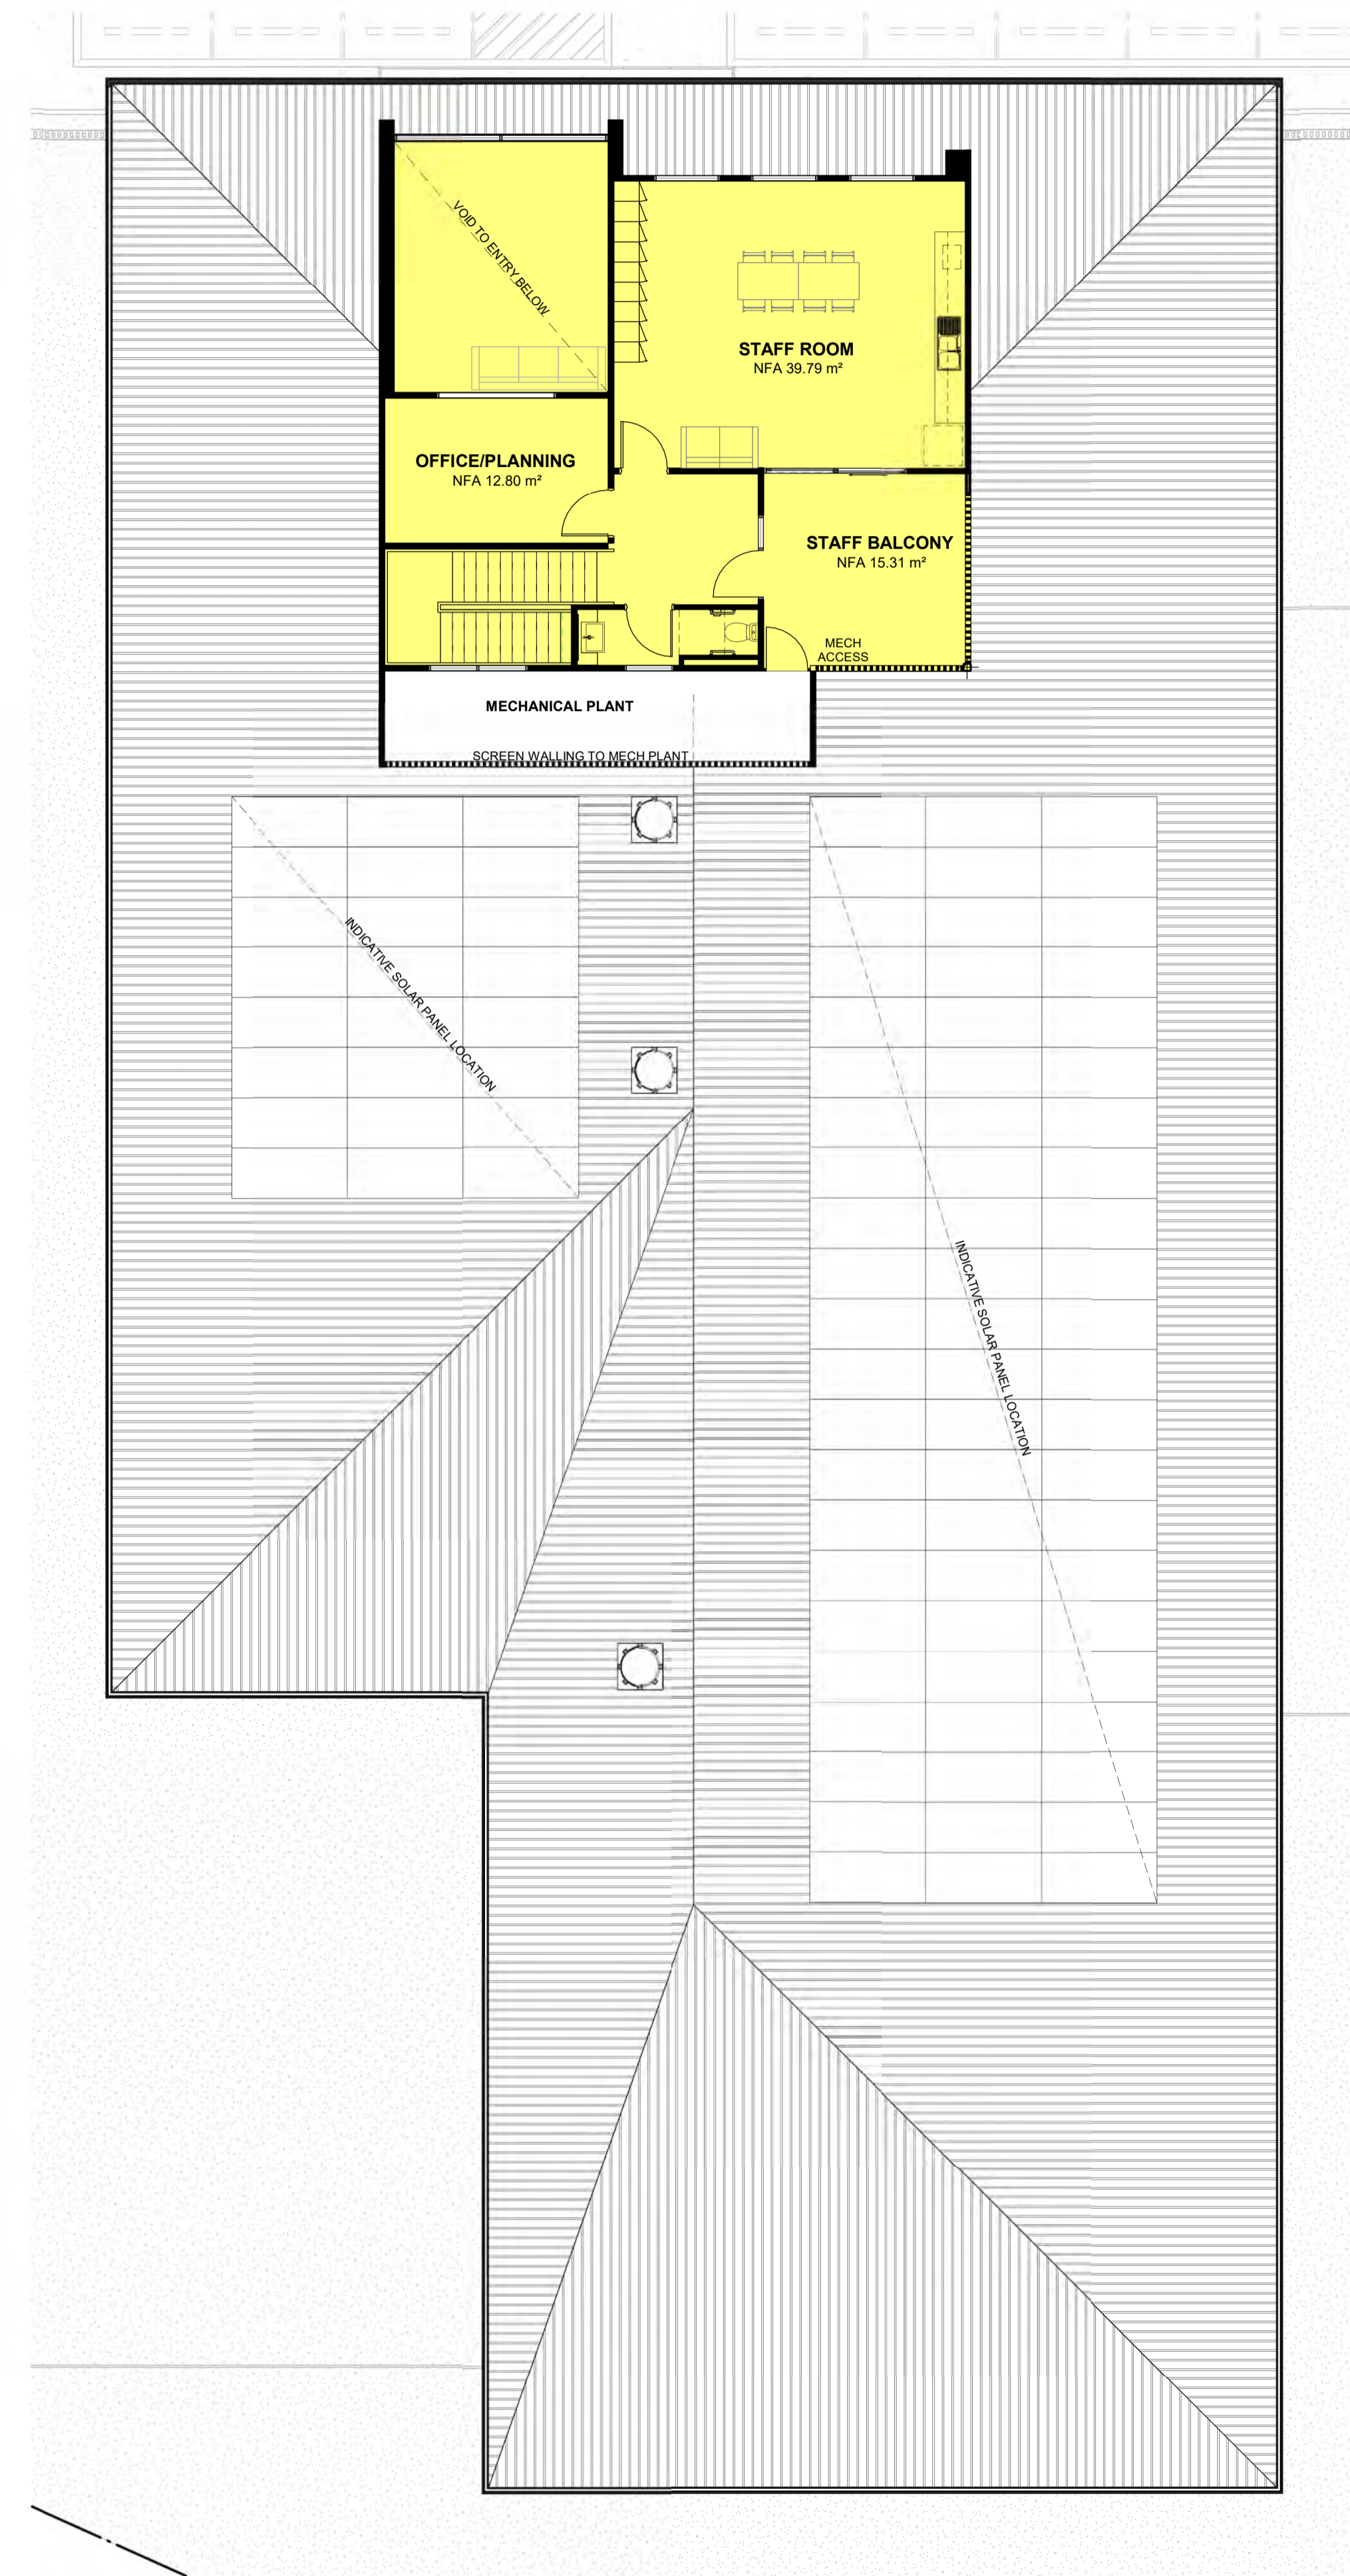 VOID TO ENTRY BELOW
STAFF ROOM
NFA 39.79 m²
OFFICE/PLANNING
NFA 12.80 m²
STAFF BALCONY
NFA 15.31 m²
MECH
ACCESS
MECHANICAL PLANT
SCREEN WALLING TO MECH PLANT
INDICATIVE SOLAR PANEL LOCATION
INDICATIVE SOLAR PANEL LOCATION